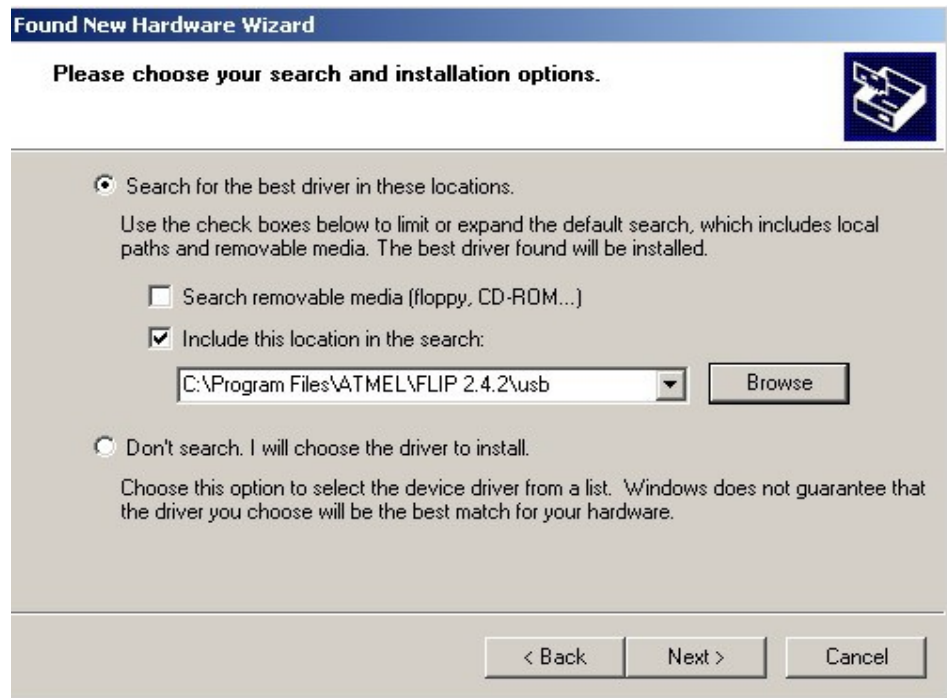 Found New Hardware Wizard
Please choose your search and installation options.
Search for the best driver in these locations.
Use the check boxes below to limit or expand the default search, which includes local
paths and removable media. The best driver found will be installed.
Search removable media (floppy, CD-ROM...)
Include this location in the search:
C:\Program Files\ATMEL\FLIP 2.4.2\usb
Browse
Don't search. I will choose the driver to install.
Choose this option to select the device driver from a list.  Windows does not guarantee that
the driver you choose will be the best match for your hardware.
< Back
Next >
Cancel